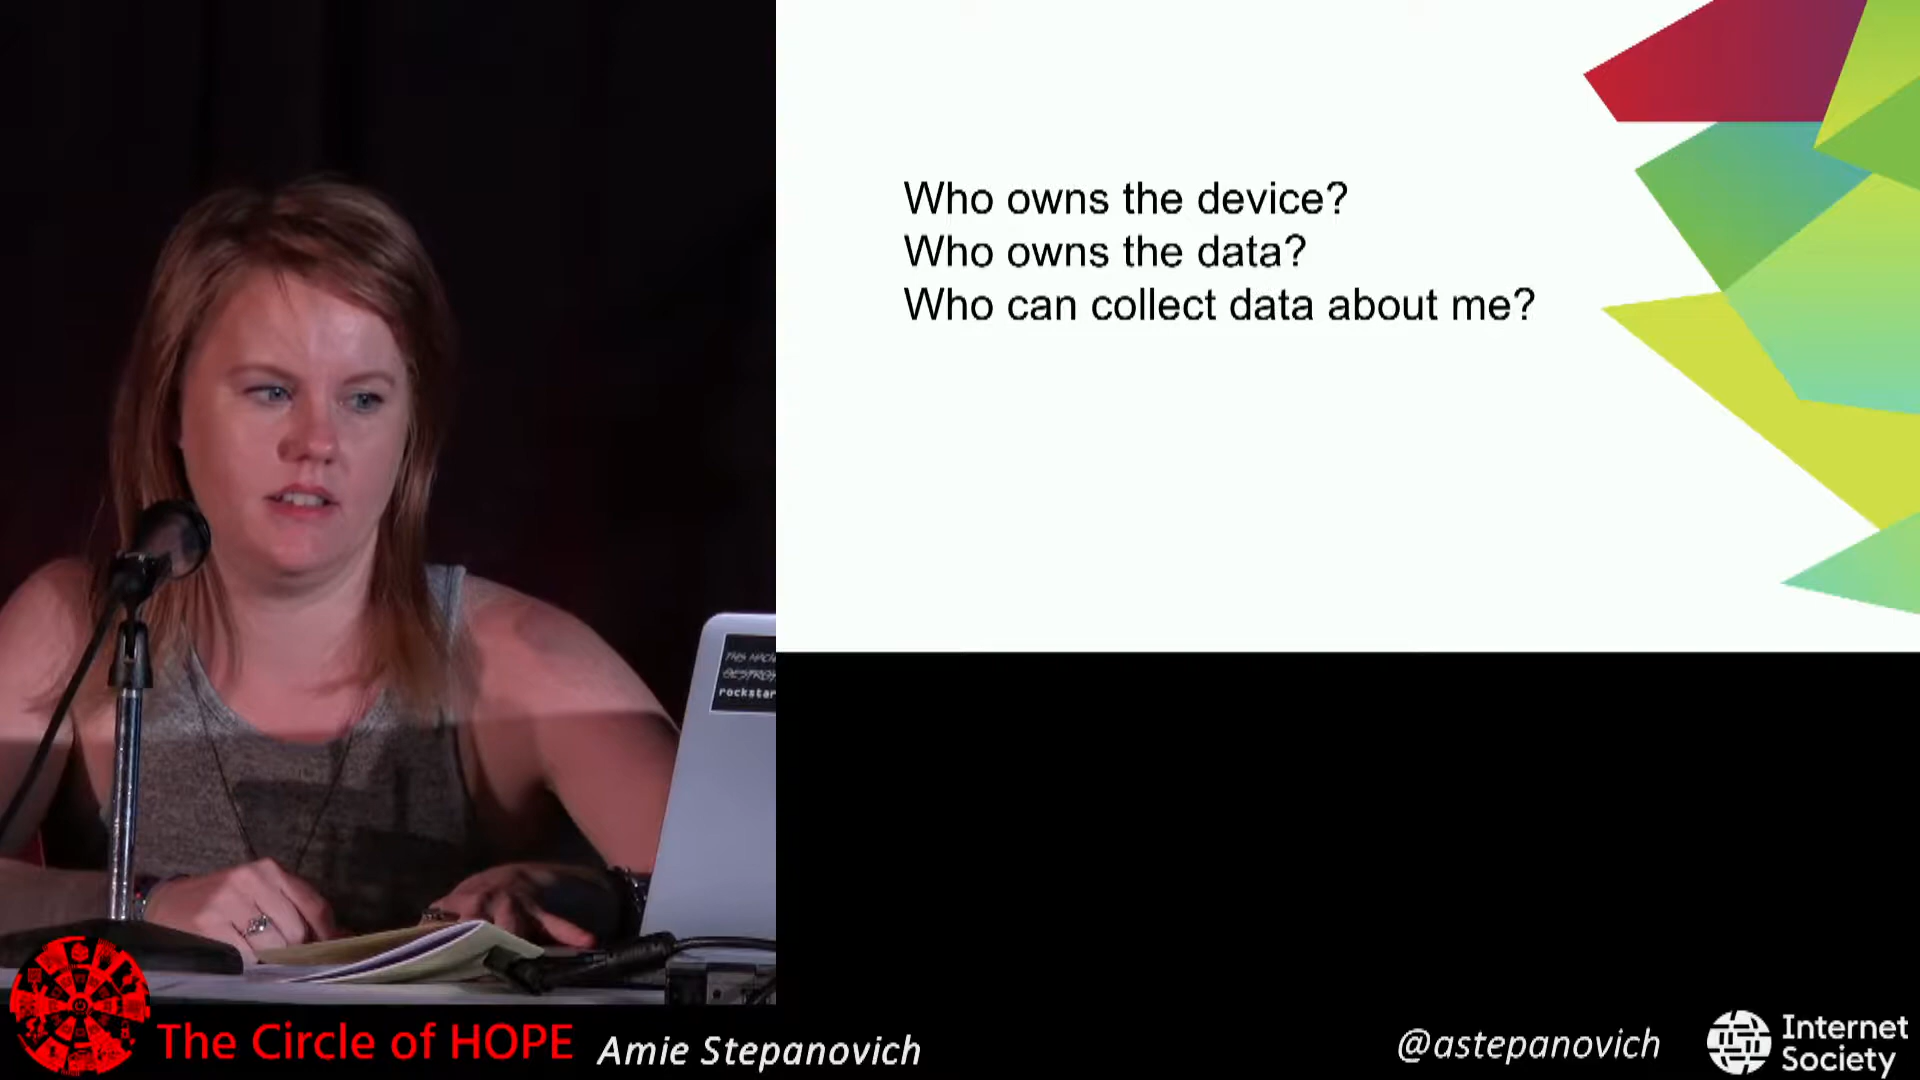 Who owns the device?
Who owns the data?
Who can collect data about me?
rockstar
The Circle of HOPE
Amie Stepanovich
@astepanovich
Internet
Society